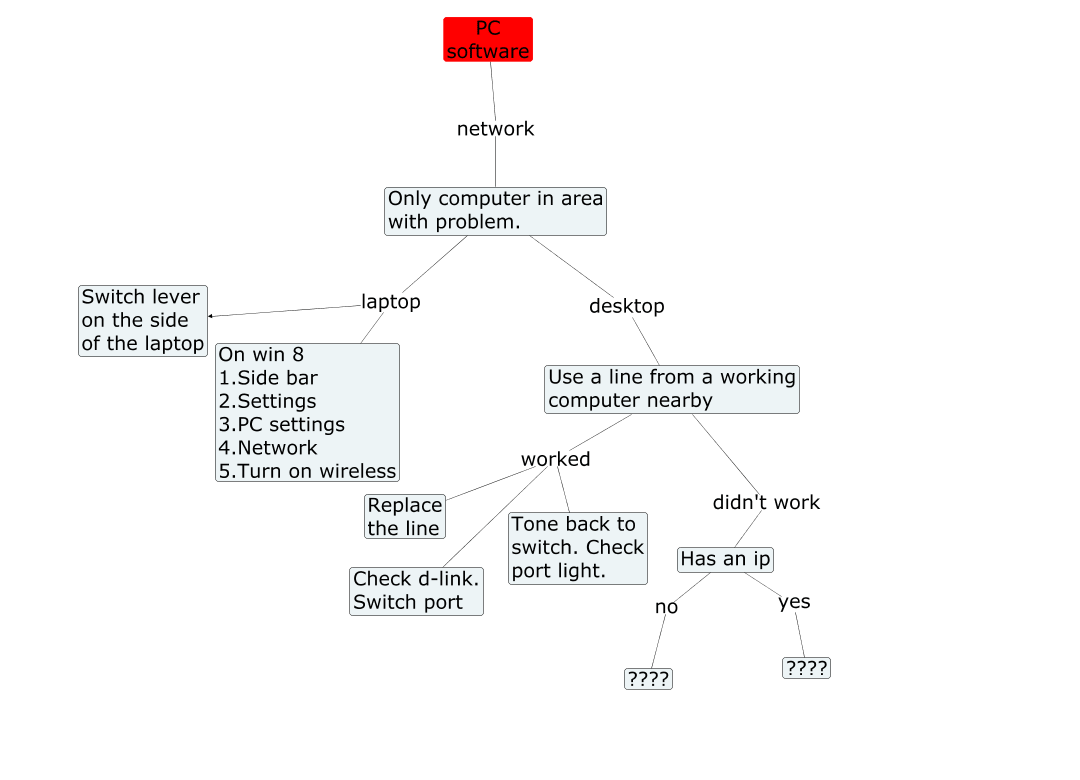 PC
software
network
Only computer in area
with problem.
laptop
desktop
Switch lever
on the side
of the laptop
On win 8
1.Side bar
2.Settings
3.PC settings
4.Network
5.Turn on wireless
Use a line from a working
computer nearby
worked
didn't work
Replace
the line
Tone back to
switch. Check
port light.
Check d-link.
Switch port
Has an ip
no
yes
????
????